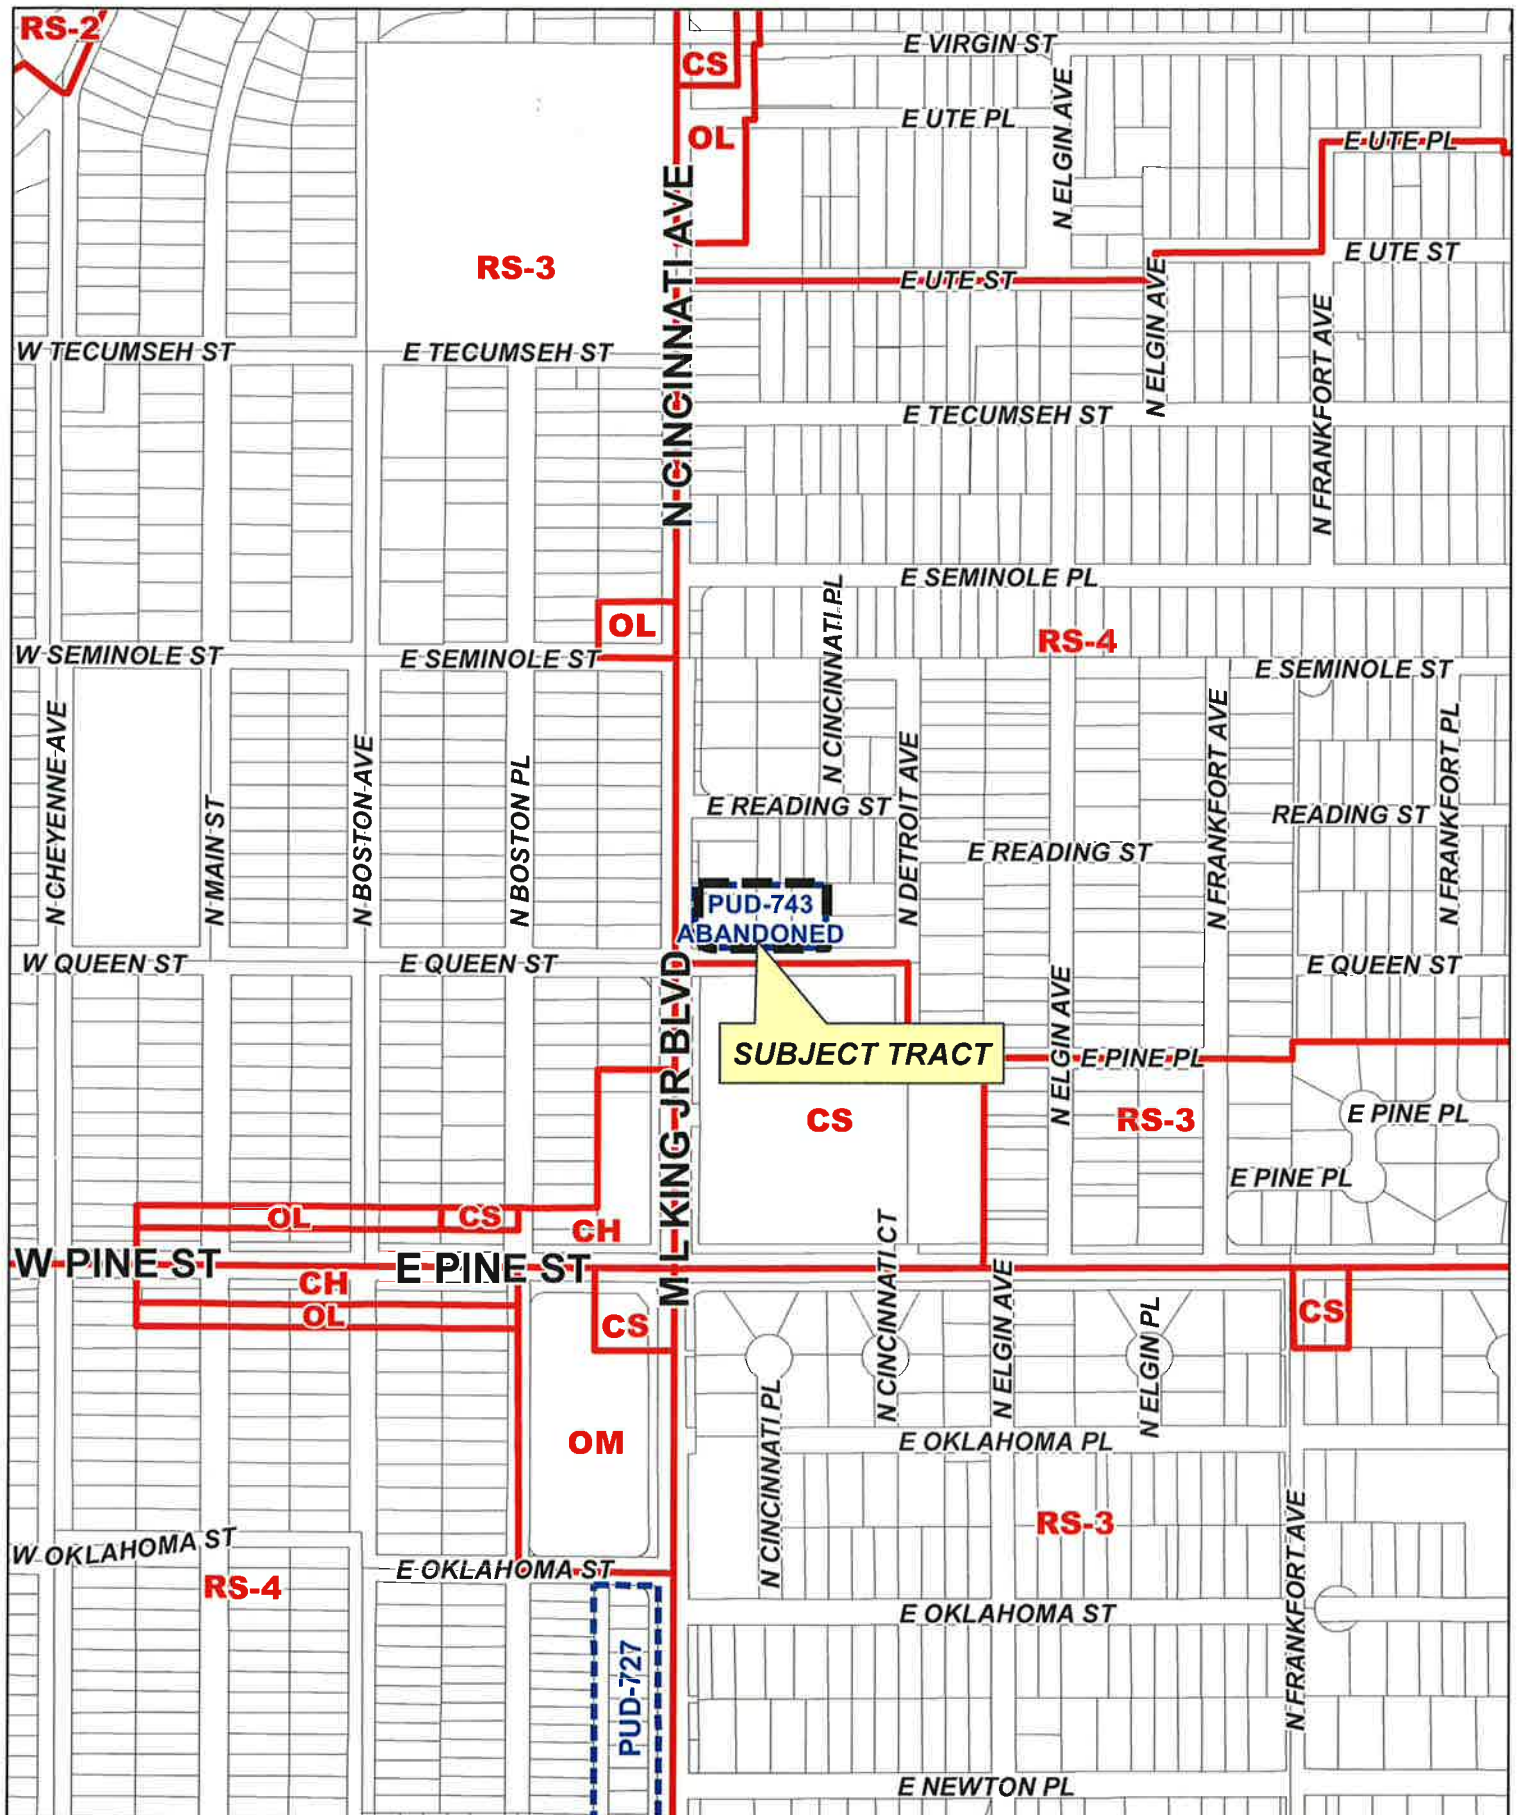 RS-2
CS
E VIRGIN ST
E UTE PL
OL
N ELGIN AVE
E UTE PL
N CINCINNATI AVE
RS-3
E UTE ST
E UTE ST
N ELGIN AVE
N FRANKFORT AVE
W TECUMSEH ST
E TECUMSEH ST
E TECUMSEH ST
E SEMINOLE PL
N CINCINNATI PL
OL
RS-4
W SEMINOLE ST
E SEMINOLE ST
E SEMINOLE ST
N CHEYENNE AVE
N MAIN ST
N BOSTON AVE
N BOSTON PL
N DETROIT AVE
N FRANKFORT AVE
N FRANKFORT PL
E READING ST
READING ST
E READING ST
PUD-743
ABANDONED
W QUEEN ST
E QUEEN ST
E QUEEN ST
M L KING JR BLVD
N ELGIN AVE
SUBJECT TRACT
E PINE PL
CS
RS-3
E PINE PL
E PINE PL
OL
CS
CH
N CINCINNATI CT
W PINE ST
E PINE ST
CH
OL
CS
N ELGIN AVE
N ELGIN PL
CS
N CINCINNATI PL
OM
E OKLAHOMA PL
RS-3
N FRANKFORT AVE
W OKLAHOMA ST
E OKLAHOMA ST
RS-4
E OKLAHOMA ST
PUD-727
E NEWTON PL